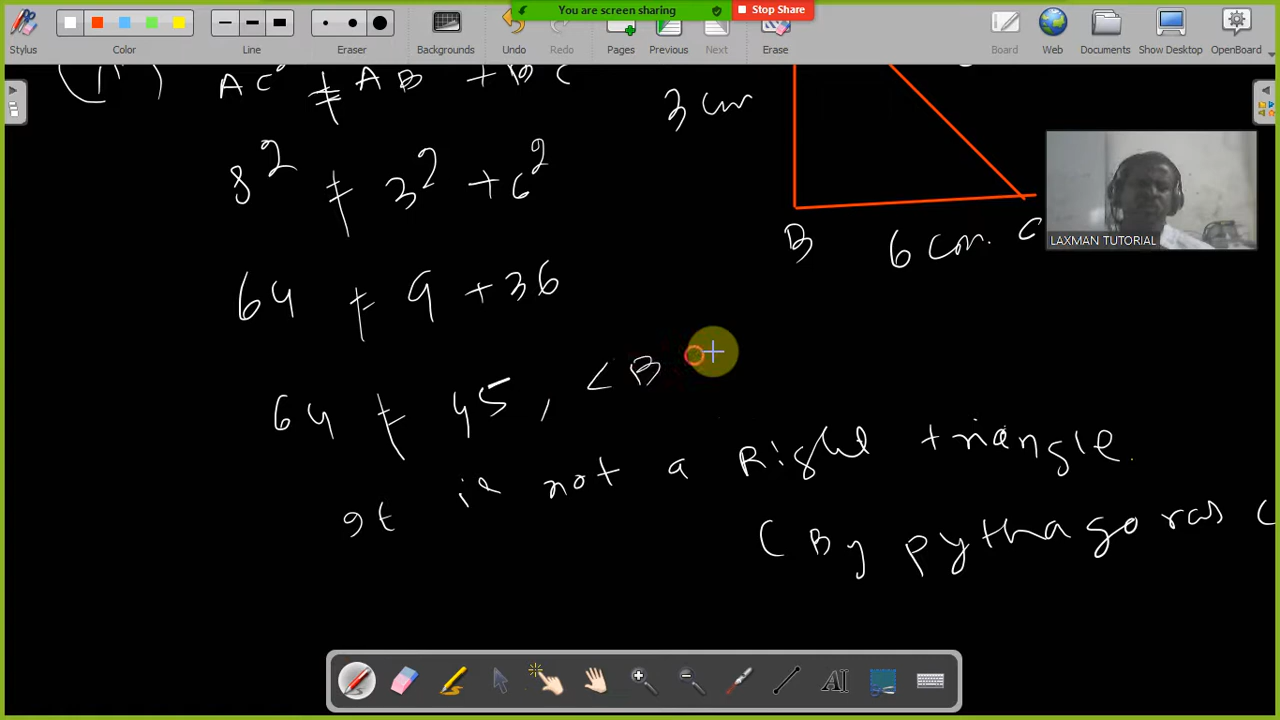 You are screen sharing
Stop Share
Stylus
Color
Line
Eraser
Backgrounds
Undo
Redo
Pages
Previous
Next
Erase
Board
Web
Documents
Show Desktop
OpenBoard
AC² ≠ AB + BC
8² ≠ 3² + 6²
64 ≠ 9 + 36
64 ≠ 45, <B
It is not a Right triangle.
(By pythagoras (
3 cm
B
6 cm.
C
LAXMAN TUTORIAL